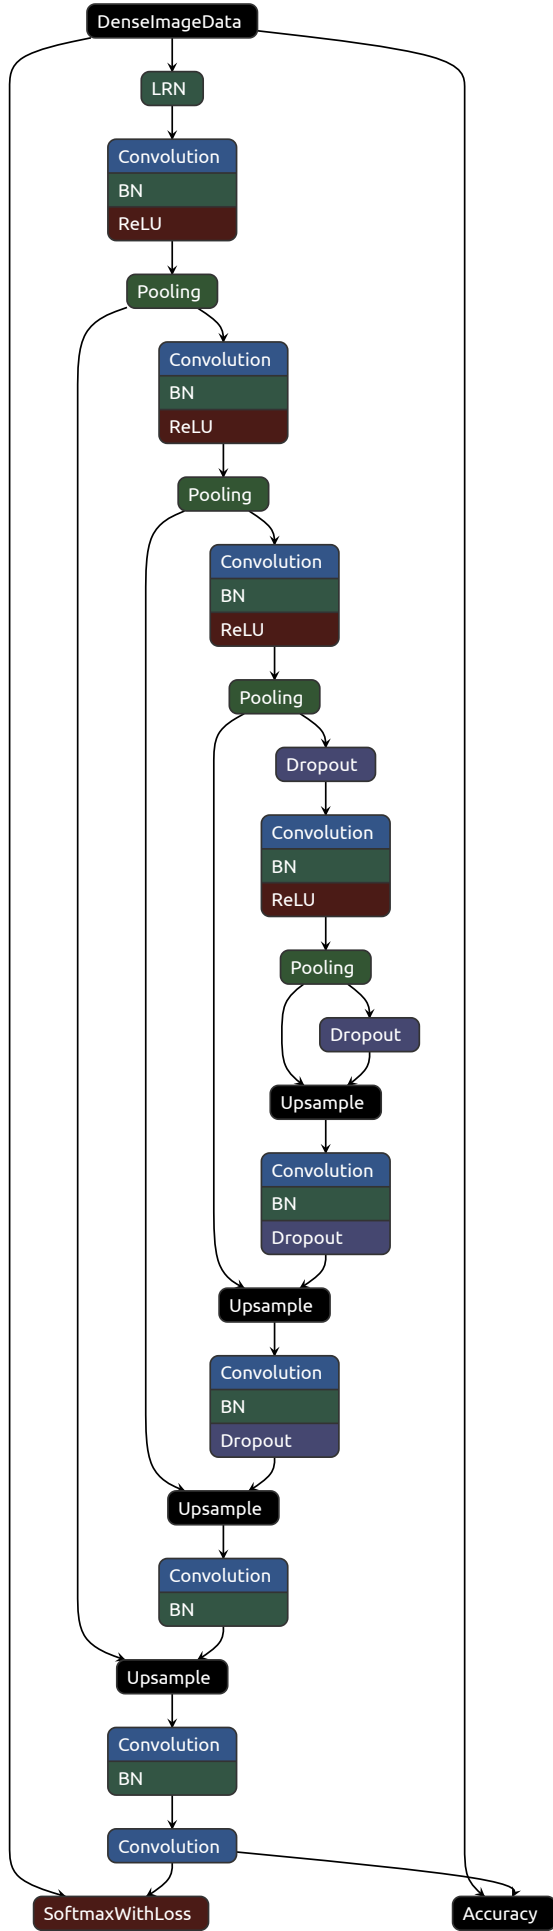 DenseImageData
LRN
Convolution
BN
ReLU
Pooling
Convolution
BN
ReLU
Pooling
Convolution
BN
ReLU
Pooling
Dropout
Convolution
BN
ReLU
Pooling
Dropout
Upsample
Convolution
BN
Dropout
Upsample
Convolution
BN
Dropout
Upsample
Convolution
BN
Upsample
Convolution
BN
Convolution
SoftmaxWithLoss
Accuracy